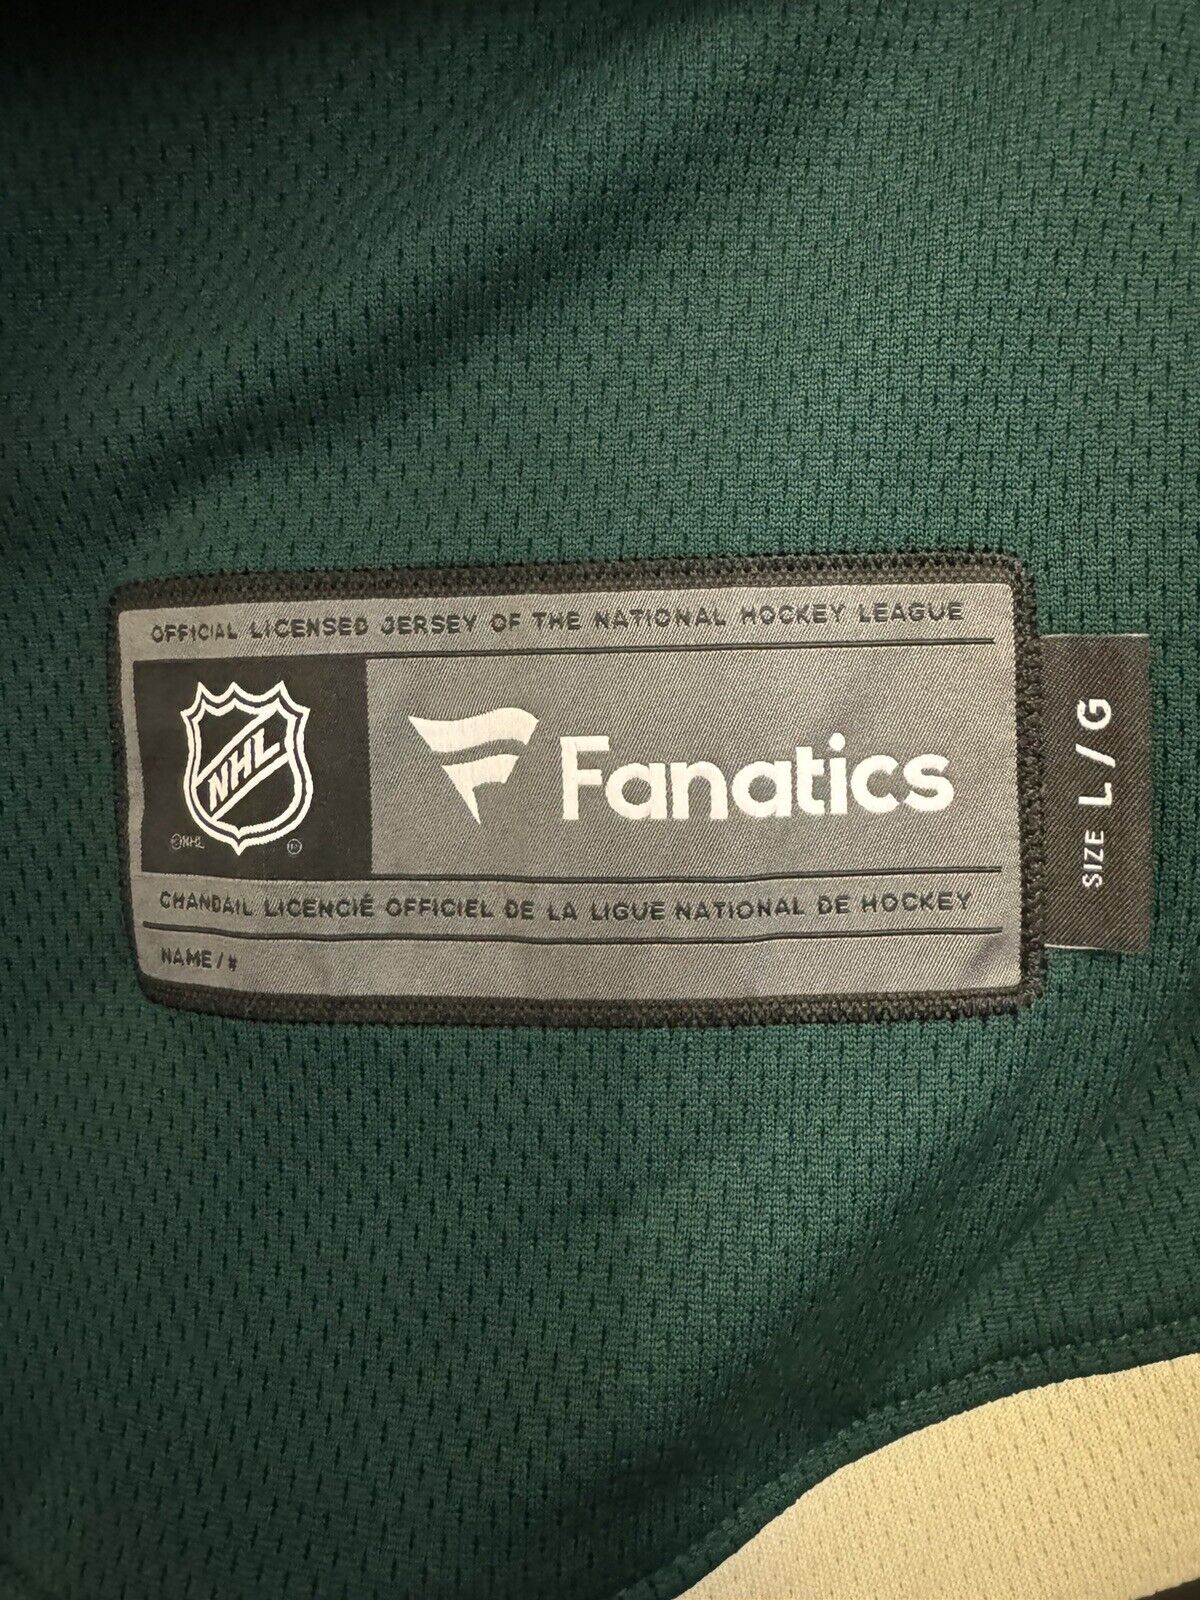 OFFICIAL LICENSED JERSEY OF THE NATIONAL HOCKEY LEAGUE
NHL
Fanatics
©NHL
CHANDAIL LICENCIÉ OFFICIEL DE LA LIGUE NATIONAL DE HOCKEY
NAME/#
SIZE L/G